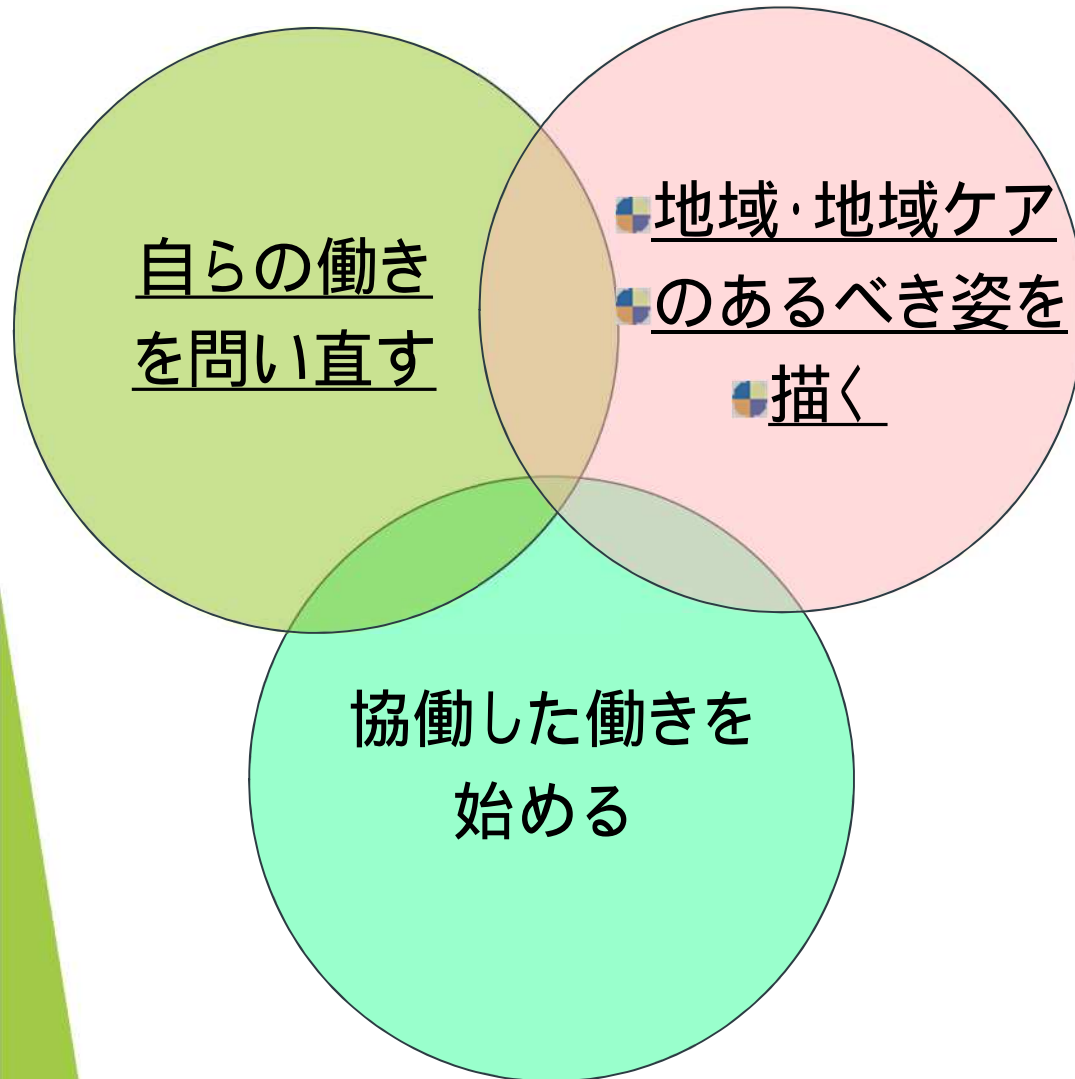 自らの働き
を問い直す
地域・地域ケア
のあるべき姿を
描く
協働した働きを
始める